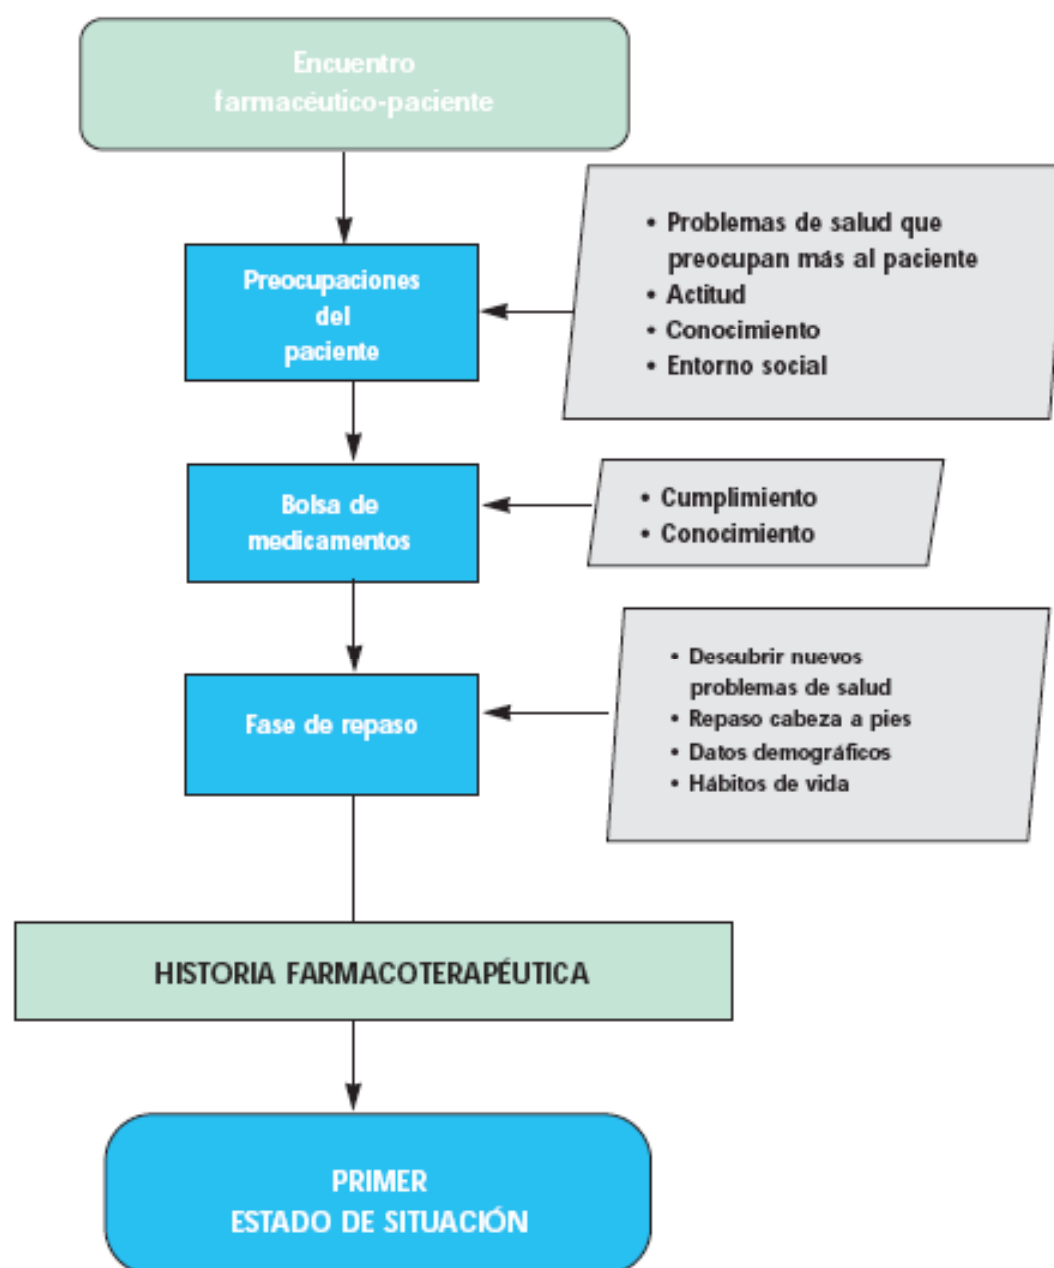 Encuentro
farmacéutico-paciente
Preocupaciones
del
paciente
• Problemas de salud que
preocupan más al paciente
• Actitud
• Conocimiento
• Entorno social
Bolsa de
medicamentos
• Cumplimiento
• Conocimiento
Fase de repaso
• Descubrir nuevos
problemas de salud
• Repaso cabeza a pies
• Datos demográficos
• Hábitos de vida
HISTORIA FARMACOTERAPÉUTICA
PRIMER
ESTADO DE SITUACIÓN